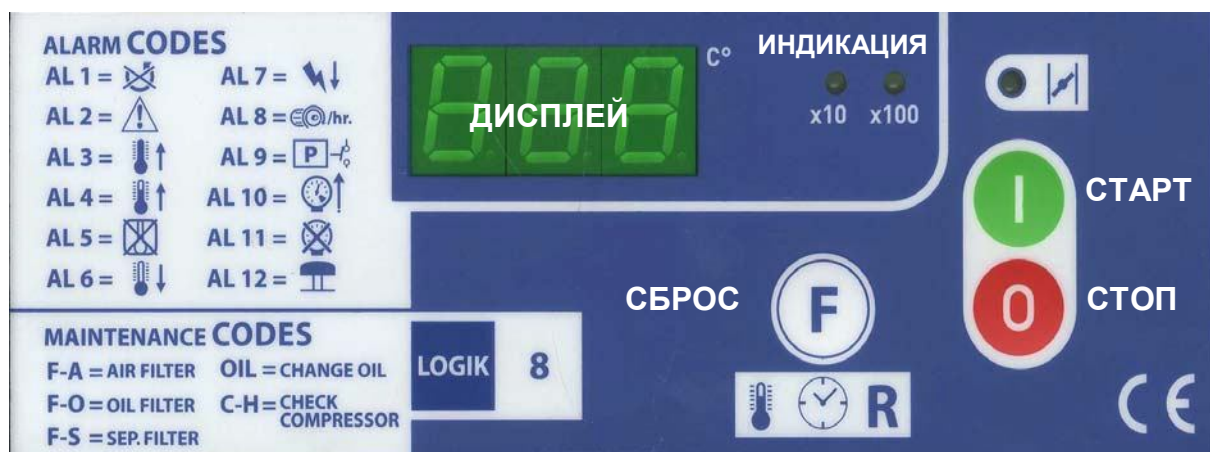 ALARM CODES
AL 1 =
AL 2 =
AL 3 =
AL 4 =
AL 5 =
AL 6 =
AL 7 =
AL 8 = /hr.
AL 9 = P
AL 10 =
AL 11 =
AL 12 =
MAINTENANCE CODES
F-A = AIR FILTER
F-O = OIL FILTER
F-S = SEP. FILTER
OIL = CHANGE OIL
C-H = CHECK
COMPRESSOR
LOGIK 8
ДИСПЛЕЙ
C°
ИНДИКАЦИЯ
x10 x100
I
СТАРТ
СБРОС
F
O
СТОП
R
CE